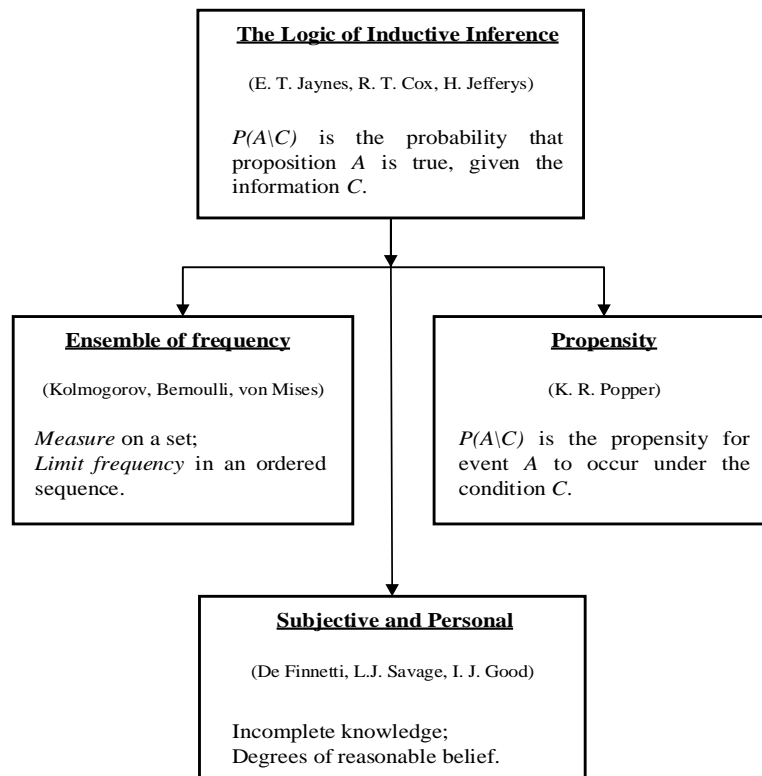 The Logic of Inductive Inference
(E. T. Jaynes, R. T. Cox, H. Jefferys)
P(A\C) is the probability that
proposition A is true, given the
information C.
Ensemble of frequency
(Kolmogorov, Bernoulli, von Mises)
Measure on a set;
Limit frequency in an ordered
sequence.
Propensity
(K. R. Popper)
P(A\C) is the propensity for
event A to occur under the
condition C.
Subjective and Personal
(De Finnetti, L.J. Savage, I. J. Good)
Incomplete knowledge;
Degrees of reasonable belief.